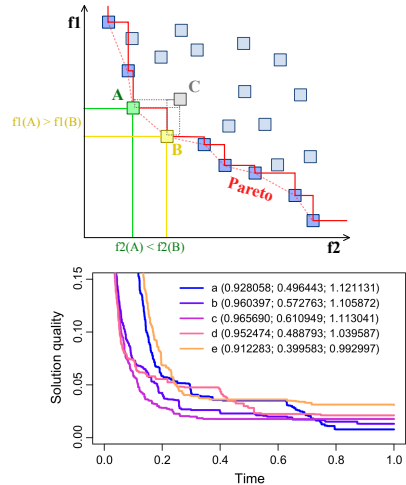 f1
A
C
f1(A) > f1(B)
B
Pareto
f2(A) < f2(B)
f2
0.15
0.10
0.05
0.00
Solution quality
a (0.928058; 0.496443; 1.121131)
b (0.960397; 0.572763; 1.105872)
c (0.965690; 0.610949; 1.113041)
d (0.952474; 0.488793; 1.039587)
e (0.912283; 0.399583; 0.992997)
0.0 0.2 0.4 0.6 0.8 1.0
Time